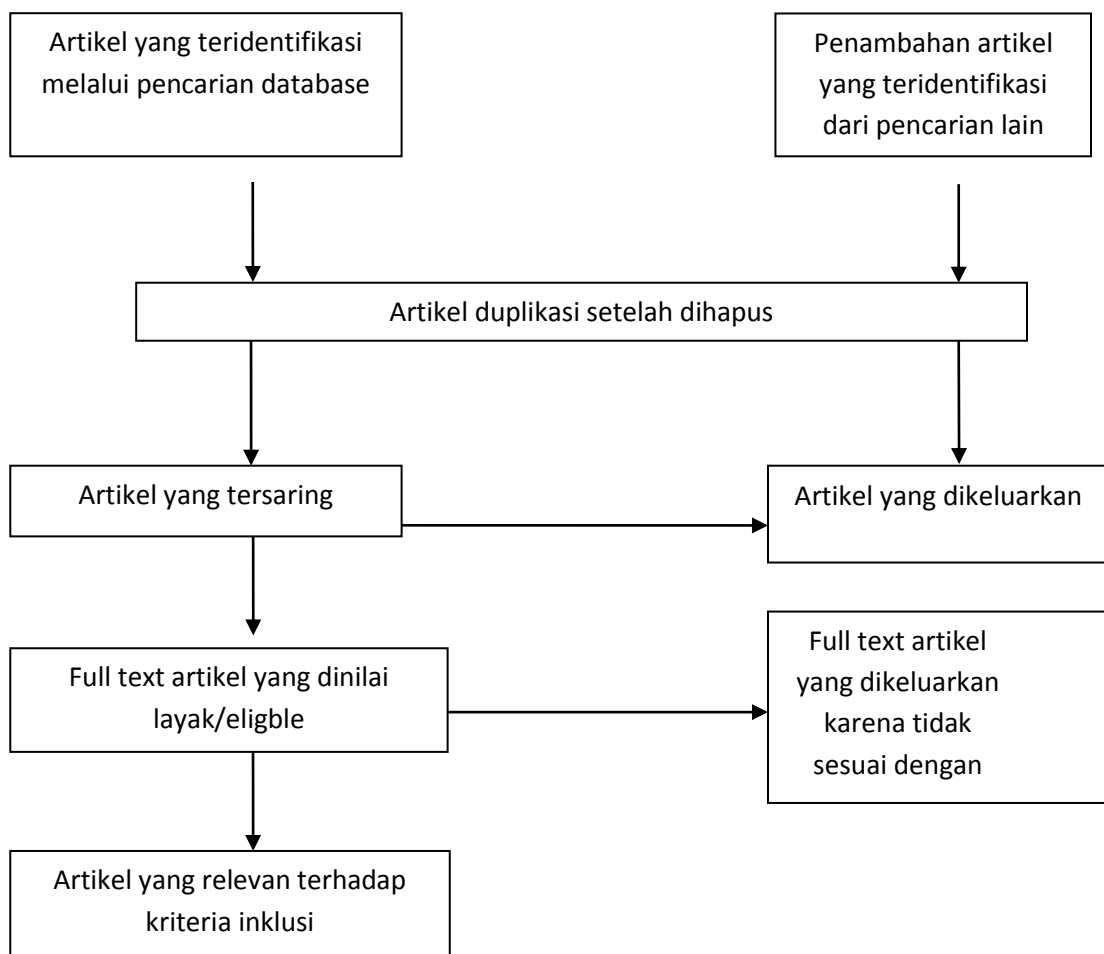 Artikel yang teridentifikasi
melalui pencarian database
Penambahan artikel
yang teridentifikasi
dari pencarian lain
Artikel duplikasi setelah dihapus
Artikel yang tersaring
Artikel yang dikeluarkan
Full text artikel yang dinilai
layak/eligble
Full text artikel
yang dikeluarkan
karena tidak
sesuai dengan
Artikel yang relevan terhadap
kriteria inklusi